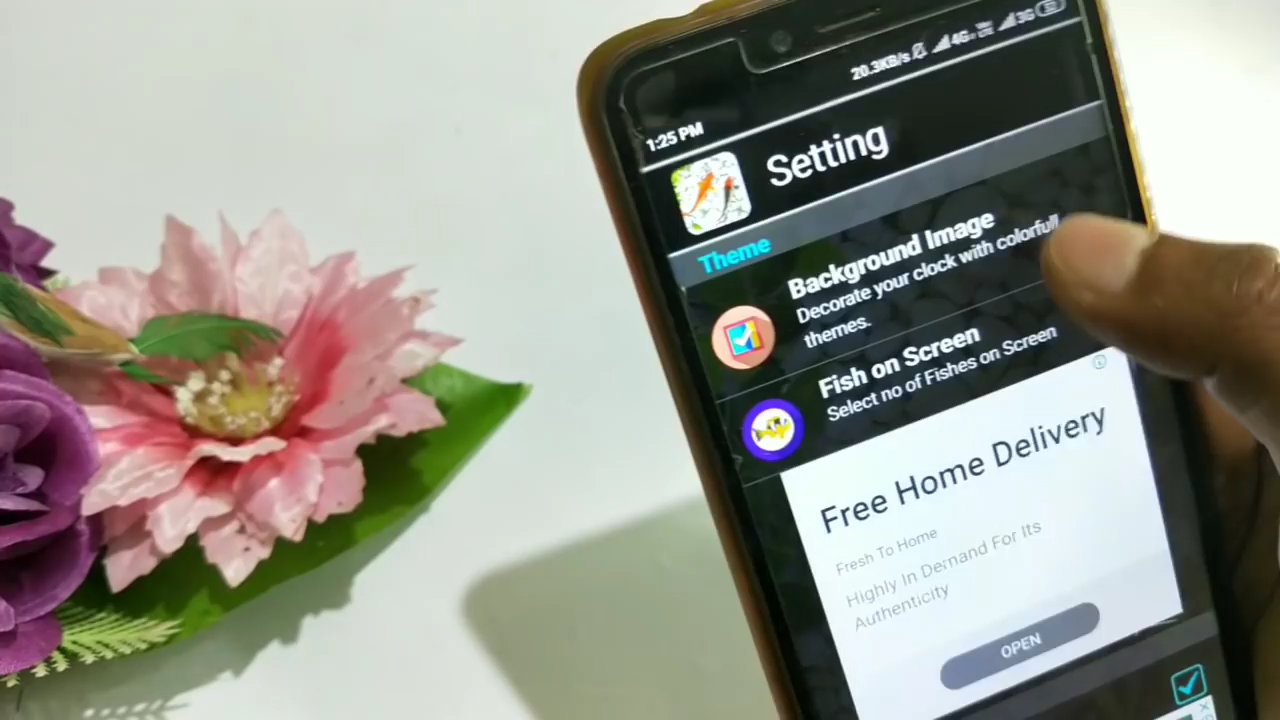 20.3KB/s 4G 3G
1:25 PM
Setting
Theme
Background Image
Decorate your clock with colorfull
themes.
Fish on Screen
Select no of Fishes on Screen
Free Home Delivery
Fresh To Home
Highly In Demand For Its
Authenticity
OPEN